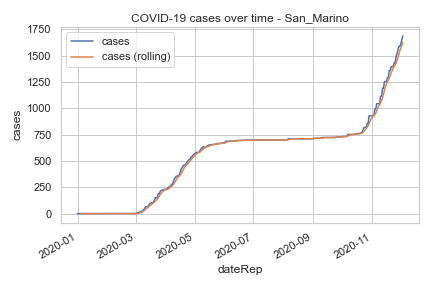 COVID-19 cases over time - San_Marino
cases
cases (rolling)
1750
1500
1250
1000
750
500
250
0
cases
2020-01
2020-03
2020-05
2020-07
2020-09
2020-11
dateRep